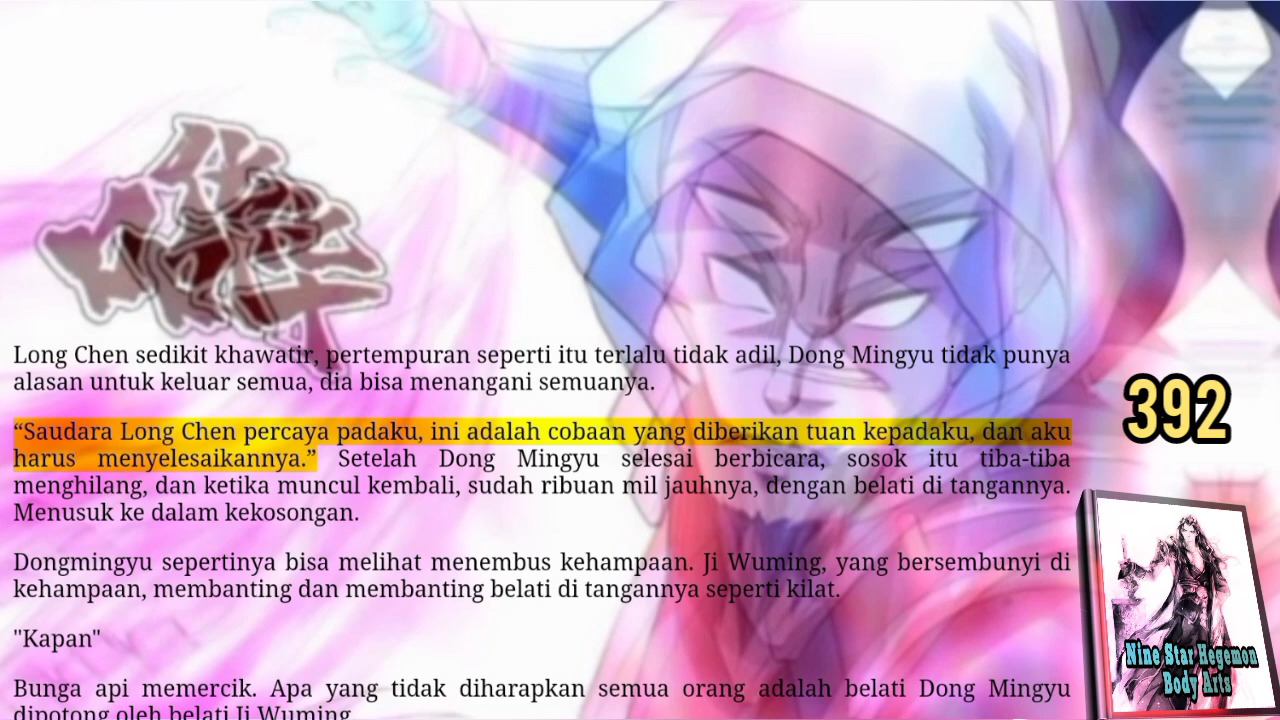 Long Chen sedikit khawatir, pertempuran seperti itu terlalu tidak adil, Dong Mingyu tidak punya
alasan untuk keluar semua, dia bisa menangani semuanya.
“Saudara Long Chen percaya padaku, ini adalah cobaan yang diberikan tuan kepadaku, dan aku
harus menyelesaikannya.” Setelah Dong Mingyu selesai berbicara, sosok itu tiba-tiba
menghilang, dan ketika muncul kembali, sudah ribuan mil jauhnya, dengan belati di tangannya.
Menusuk ke dalam kekosongan.
Dongmingyu sepertinya bisa melihat menembus kehampaan. Ji Wuming, yang bersembunyi di
kehampaan, membanting dan membanting belati di tangannya seperti kilat.
"Kapan"
Bunga api memercik. Apa yang tidak diharapkan semua orang adalah belati Dong Mingyu
dipotong oleh belati Ji Wuming
392
Nine Star Hegemon
Body Arts